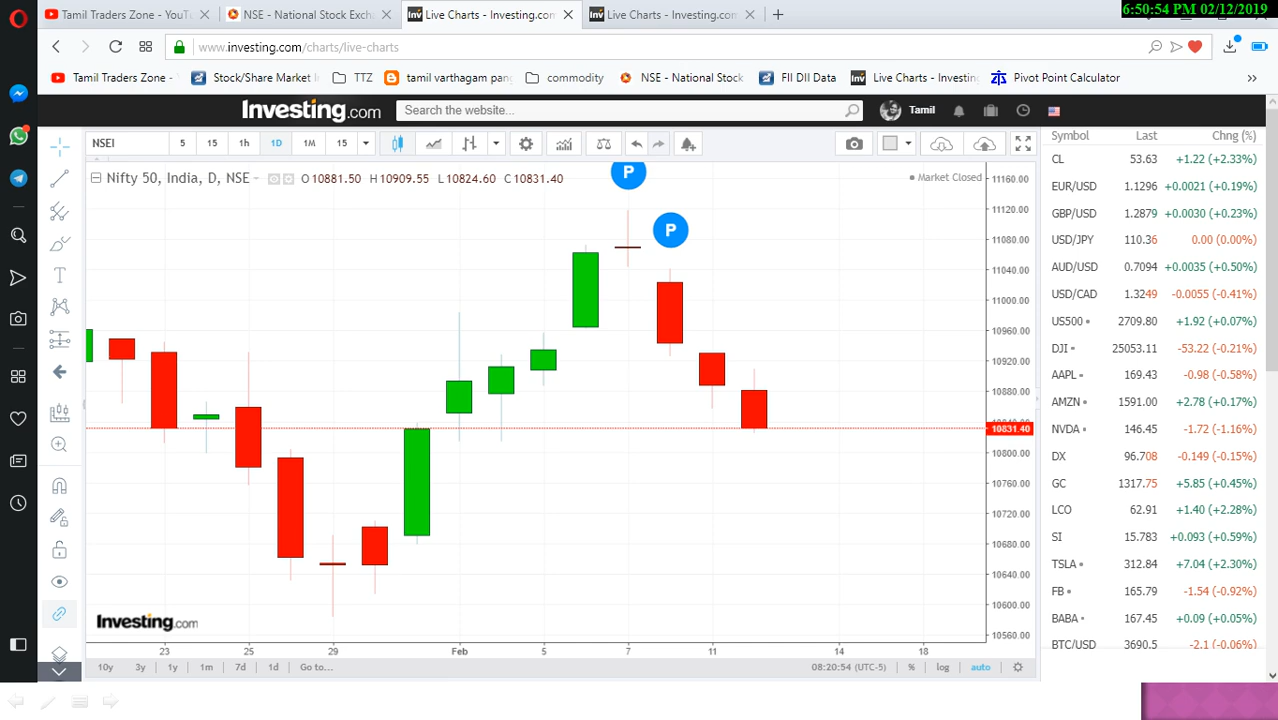 Tamil Traders Zone - YouT
NSE - National Stock Exch
Live Charts - Investing.com
Live Charts - Investing.com
6:50:54 PM 02/12/2019
www.investing.com/charts/live-charts
Tamil Traders Zone -
Stock/Share Market I
TTZ
tamil varthagam pan
commodity
NSE - National Stock
FII DII Data
Live Charts - Investin
Pivot Point Calculator
Investing.com
Search the website...
Tamil
NSEI
5 15 1h 1D 1M 15
Nifty 50, India, D, NSE
O10881.50 H10909.55 L10824.60 C10831.40
Market Closed
P
P
11160.00
11120.00
11080.00
11040.00
11000.00
10960.00
10920.00
10880.00
10831.40
10800.00
10760.00
10720.00
10680.00
10640.00
10600.00
10560.00
Investing.com
23 25 29 Feb 5 7 11 14 18
10y 3y 1y 1m 7d 1d Go to...
08:20:54 (UTC-5) % log auto
Symbol Last Chng (%)
CL 53.63 +1.22 (+2.33%)
EUR/USD 1.1296 +0.0021 (+0.19%)
GBP/USD 1.2879 +0.0030 (+0.23%)
USD/JPY 110.36 0.00 (0.00%)
AUD/USD 0.7094 +0.0035 (+0.50%)
USD/CAD 1.3249 -0.0055 (-0.41%)
US500 2709.80 +1.92 (+0.07%)
DJI 25053.11 -53.22 (-0.21%)
AAPL 169.43 -0.98 (-0.58%)
AMZN 1591.00 +2.78 (+0.17%)
NVDA 146.45 -1.72 (-1.16%)
DX 96.708 -0.149 (-0.15%)
GC 1317.75 +5.85 (+0.45%)
LCO 62.91 +1.40 (+2.28%)
SI 15.783 +0.093 (+0.59%)
TSLA 312.84 +7.04 (+2.30%)
FB 165.79 -1.54 (-0.92%)
BABA 167.45 +0.09 (+0.05%)
BTC/USD 3690.5 -2.1 (-0.06%)